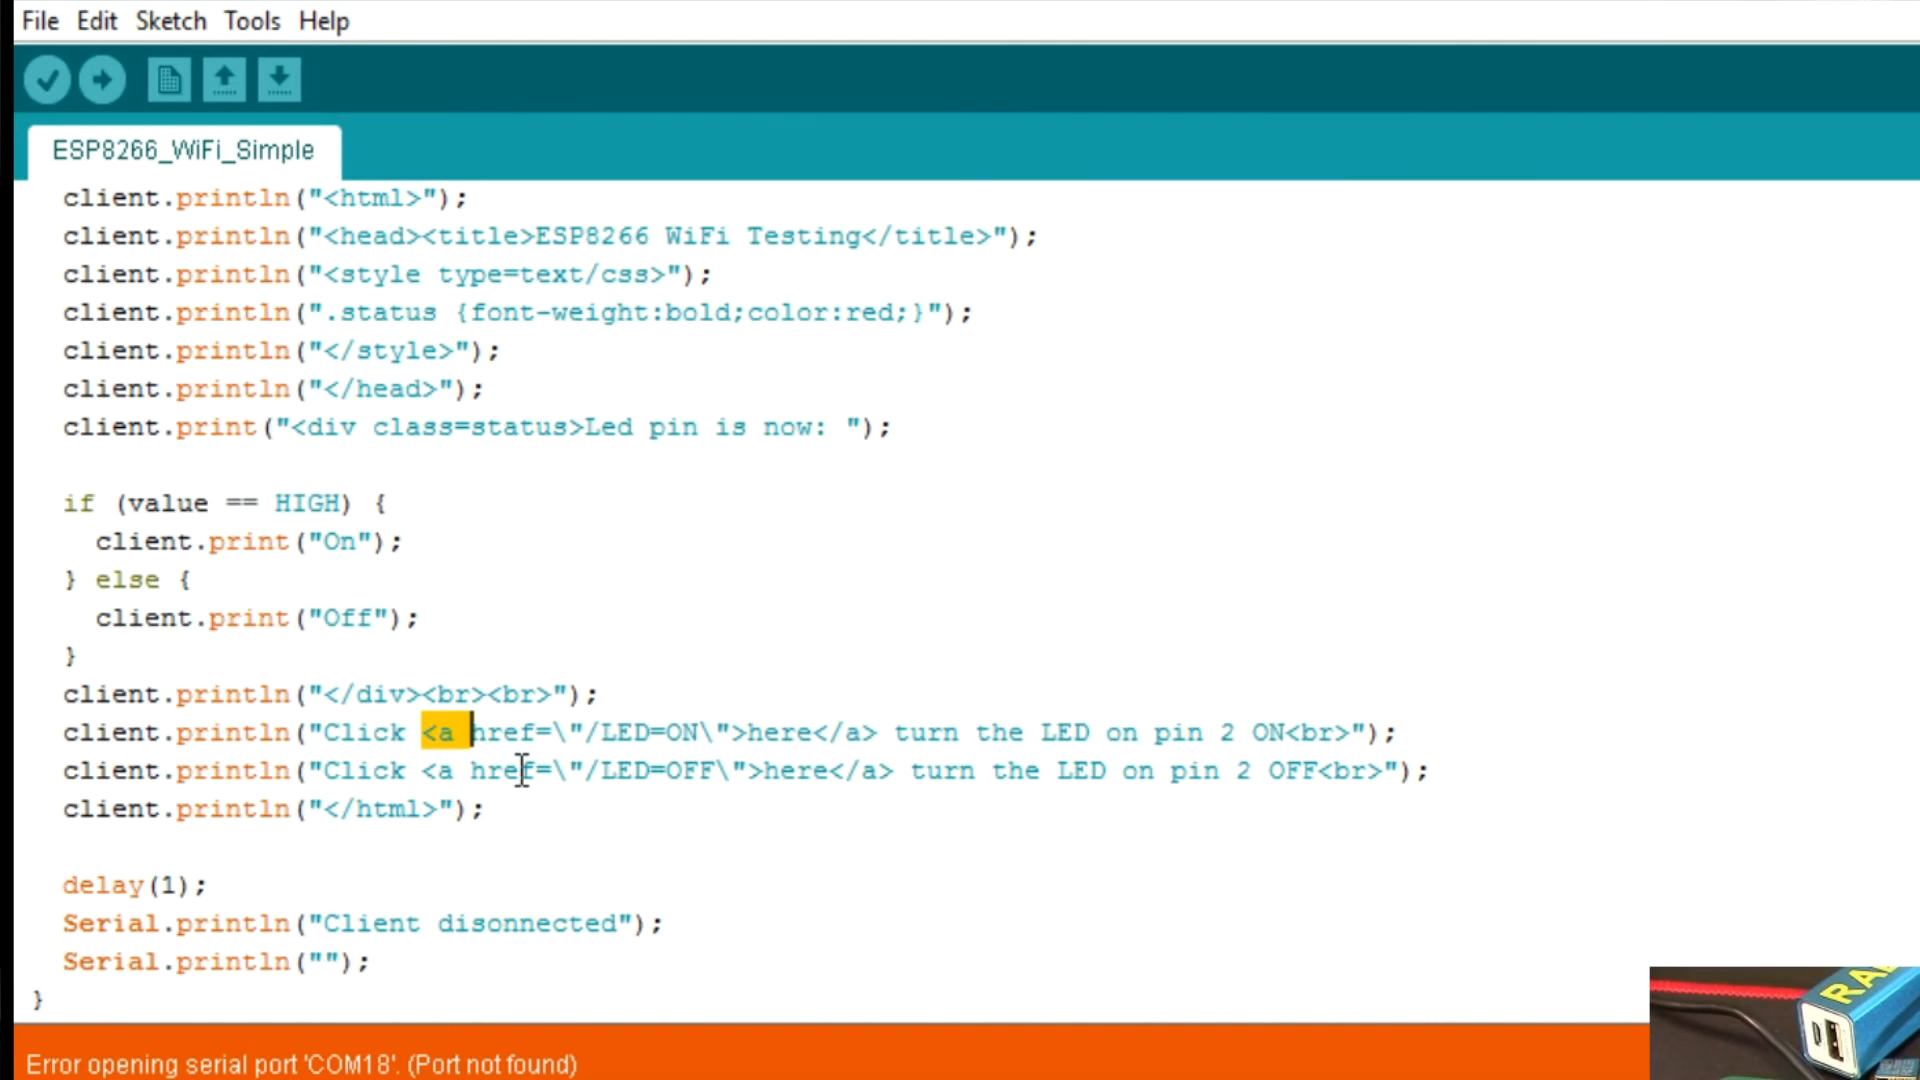 File Edit Sketch Tools Help
ESP8266_WiFi_Simple
client.println("<html>");
client.println("<head><title>ESP8266 WiFi Testing</title>");
client.println("<style type=text/css>");
client.println(".status {font-weight:bold;color:red;}");
client.println("</style>");
client.println("</head>");
client.print("<div class=status>Led pin is now: ");
if (value == HIGH) {
client.print("On");
} else {
client.print("Off");
}
client.println("</div><br><br>");
client.println("Click <a href=\"/LED=ON\">here</a> turn the LED on pin 2 ON<br>");
client.println("Click <a href=\"/LED=OFF\">here</a> turn the LED on pin 2 OFF<br>");
client.println("</html>");
delay(1);
Serial.println("Client disonnected");
Serial.println("");
}
Error opening serial port 'COM18'. (Port not found)